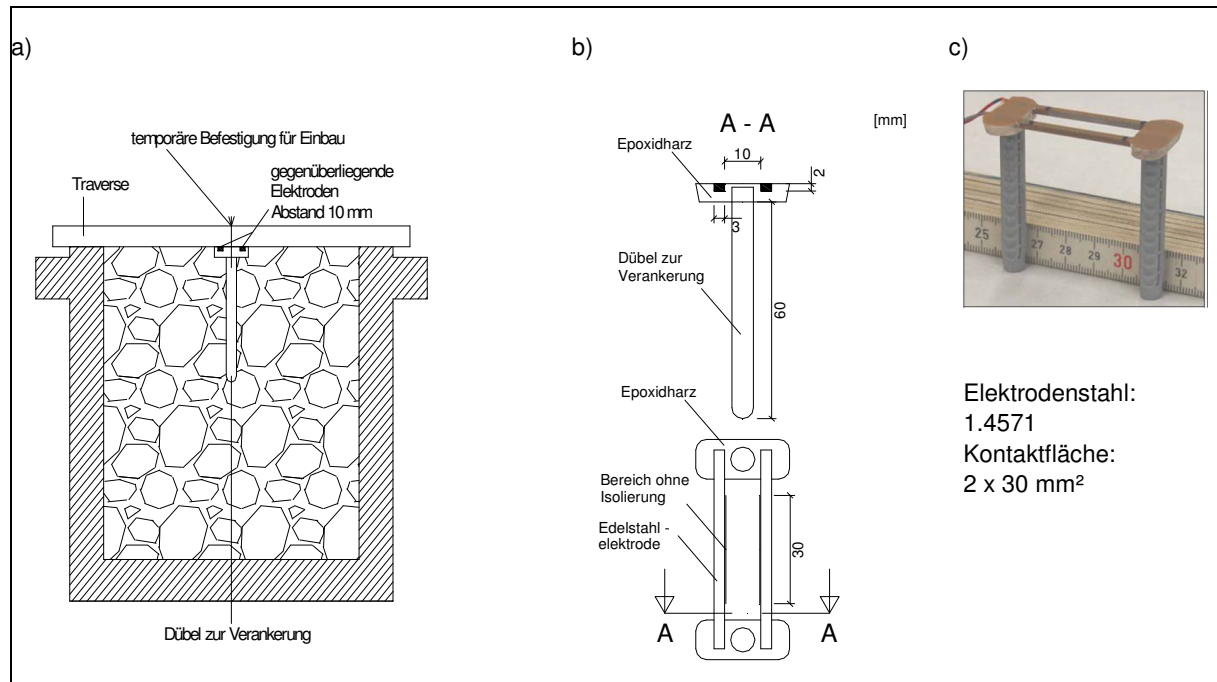 a)
temporäre Befestigung für Einbau
gegenüberliegende
Elektroden
Abstand 10 mm
Traverse
Dübel zur Verankerung
b)
A - A
[mm]
Epoxidharz
10
2
3
Dübel zur
Verankerung
60
Epoxidharz
Bereich ohne
Isolierung
Edelstahl -
elektrode
30
A
A
c)
25 27 28 29 30 32
Elektrodenstahl:
1.4571
Kontaktfläche:
2 x 30 mm²